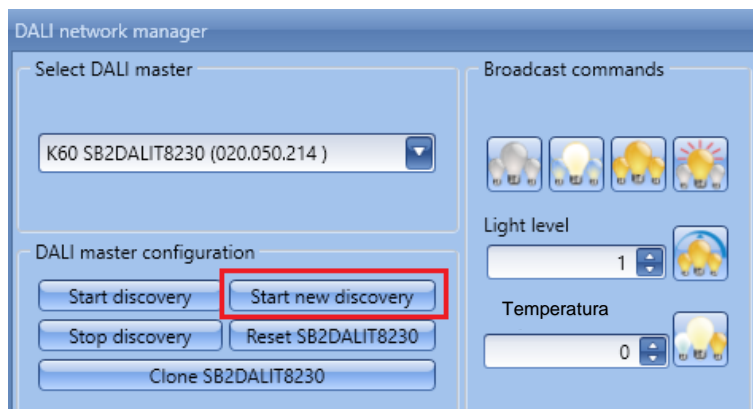 DALI network manager
Select DALI master
K60 SB2DALIT8230 (020.050.214 )
DALI master configuration
Start discovery
Start new discovery
Stop discovery
Reset SB2DALIT8230
Clone SB2DALIT8230
Broadcast commands
Light level
1
Temperatura
0